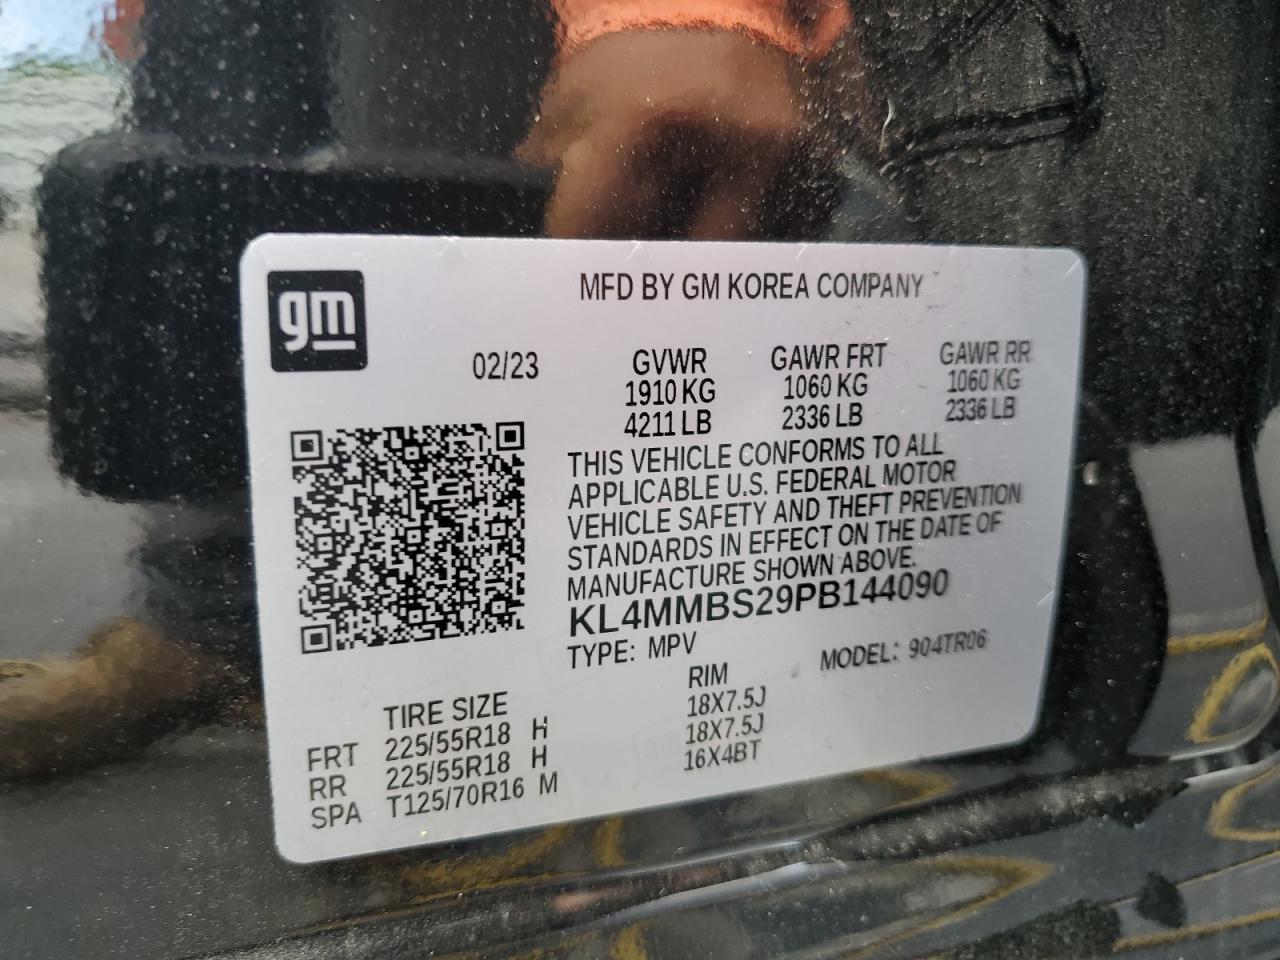 gm
MFD BY GM KOREA COMPANY
02/23 GVWR GAWR FRT GAWR RR
1910 KG 1060 KG 1060 KG
4211 LB 2336 LB 2336 LB
THIS VEHICLE CONFORMS TO ALL
APPLICABLE U.S. FEDERAL MOTOR
VEHICLE SAFETY AND THEFT PREVENTION
STANDARDS IN EFFECT ON THE DATE OF
MANUFACTURE SHOWN ABOVE.
KL4MMBS29PB144090
TYPE: MPV MODEL: 904TR06
TIRE SIZE RIM
FRT 225/55R18 H 18X7.5J
RR 225/55R18 H 18X7.5J
SPA T125/70R16 M 16X4BT